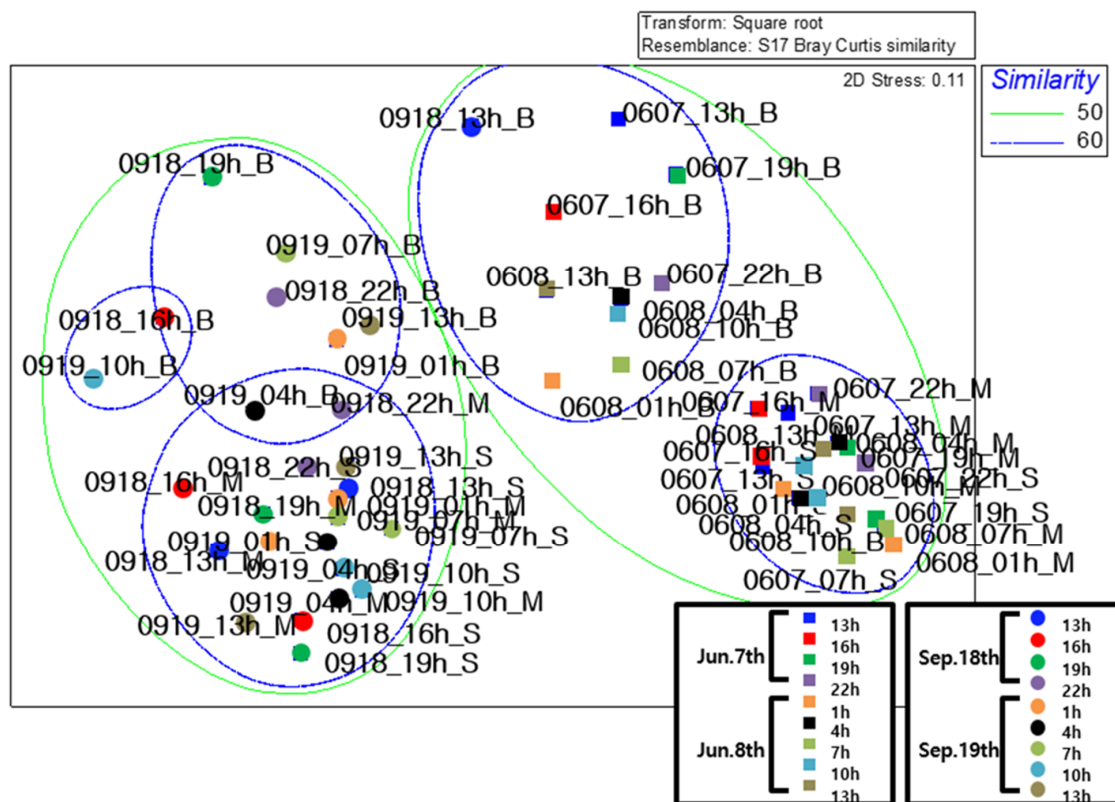 Transform: Square root
Resemblance: S17 Bray Curtis similarity
2D Stress: 0.11
Similarity
50
60
0918_13h_B
0607_13h_B
0918_19h_B
0607_19h_B
0607_16h_B
0919_07h_B
0608_13h_B
0607_22h_B
0918_22h_B
0608_04h_B
0918_16h_B
0919_13h_B
0608_10h_B
0919_10h_B
0919_01h_B
0608_07h_B
0919_04h_B
0918_22h_M
0608_01h_B
0607_16h_M
0607_22h_M
0607_13h_M
0608_13h_M
0608_04h_M
0607_16h_S
0607_19h_M
0918_22h_S
0919_13h_S
0607_13h_S
0607_22h_S
0918_16h_M
0918_13h_S
0608_10h_M
0918_19h_M
0919_01h_M
0608_01h_S
0919_07h_M
0607_19h_S
0919_01h_S
0919_07h_S
0608_04h_S
0608_07h_M
0918_13h_M
0608_10h_B
0608_01h_M
0919_04h_S
0919_10h_S
0607_07h_S
0919_04h_M
0919_10h_M
0919_13h_M
0918_16h_S
0918_19h_S
Jun.7th
13h
16h
19h
22h
Jun.8th
1h
4h
7h
10h
13h
Sep.18th
13h
16h
19h
22h
Sep.19th
1h
4h
7h
10h
13h